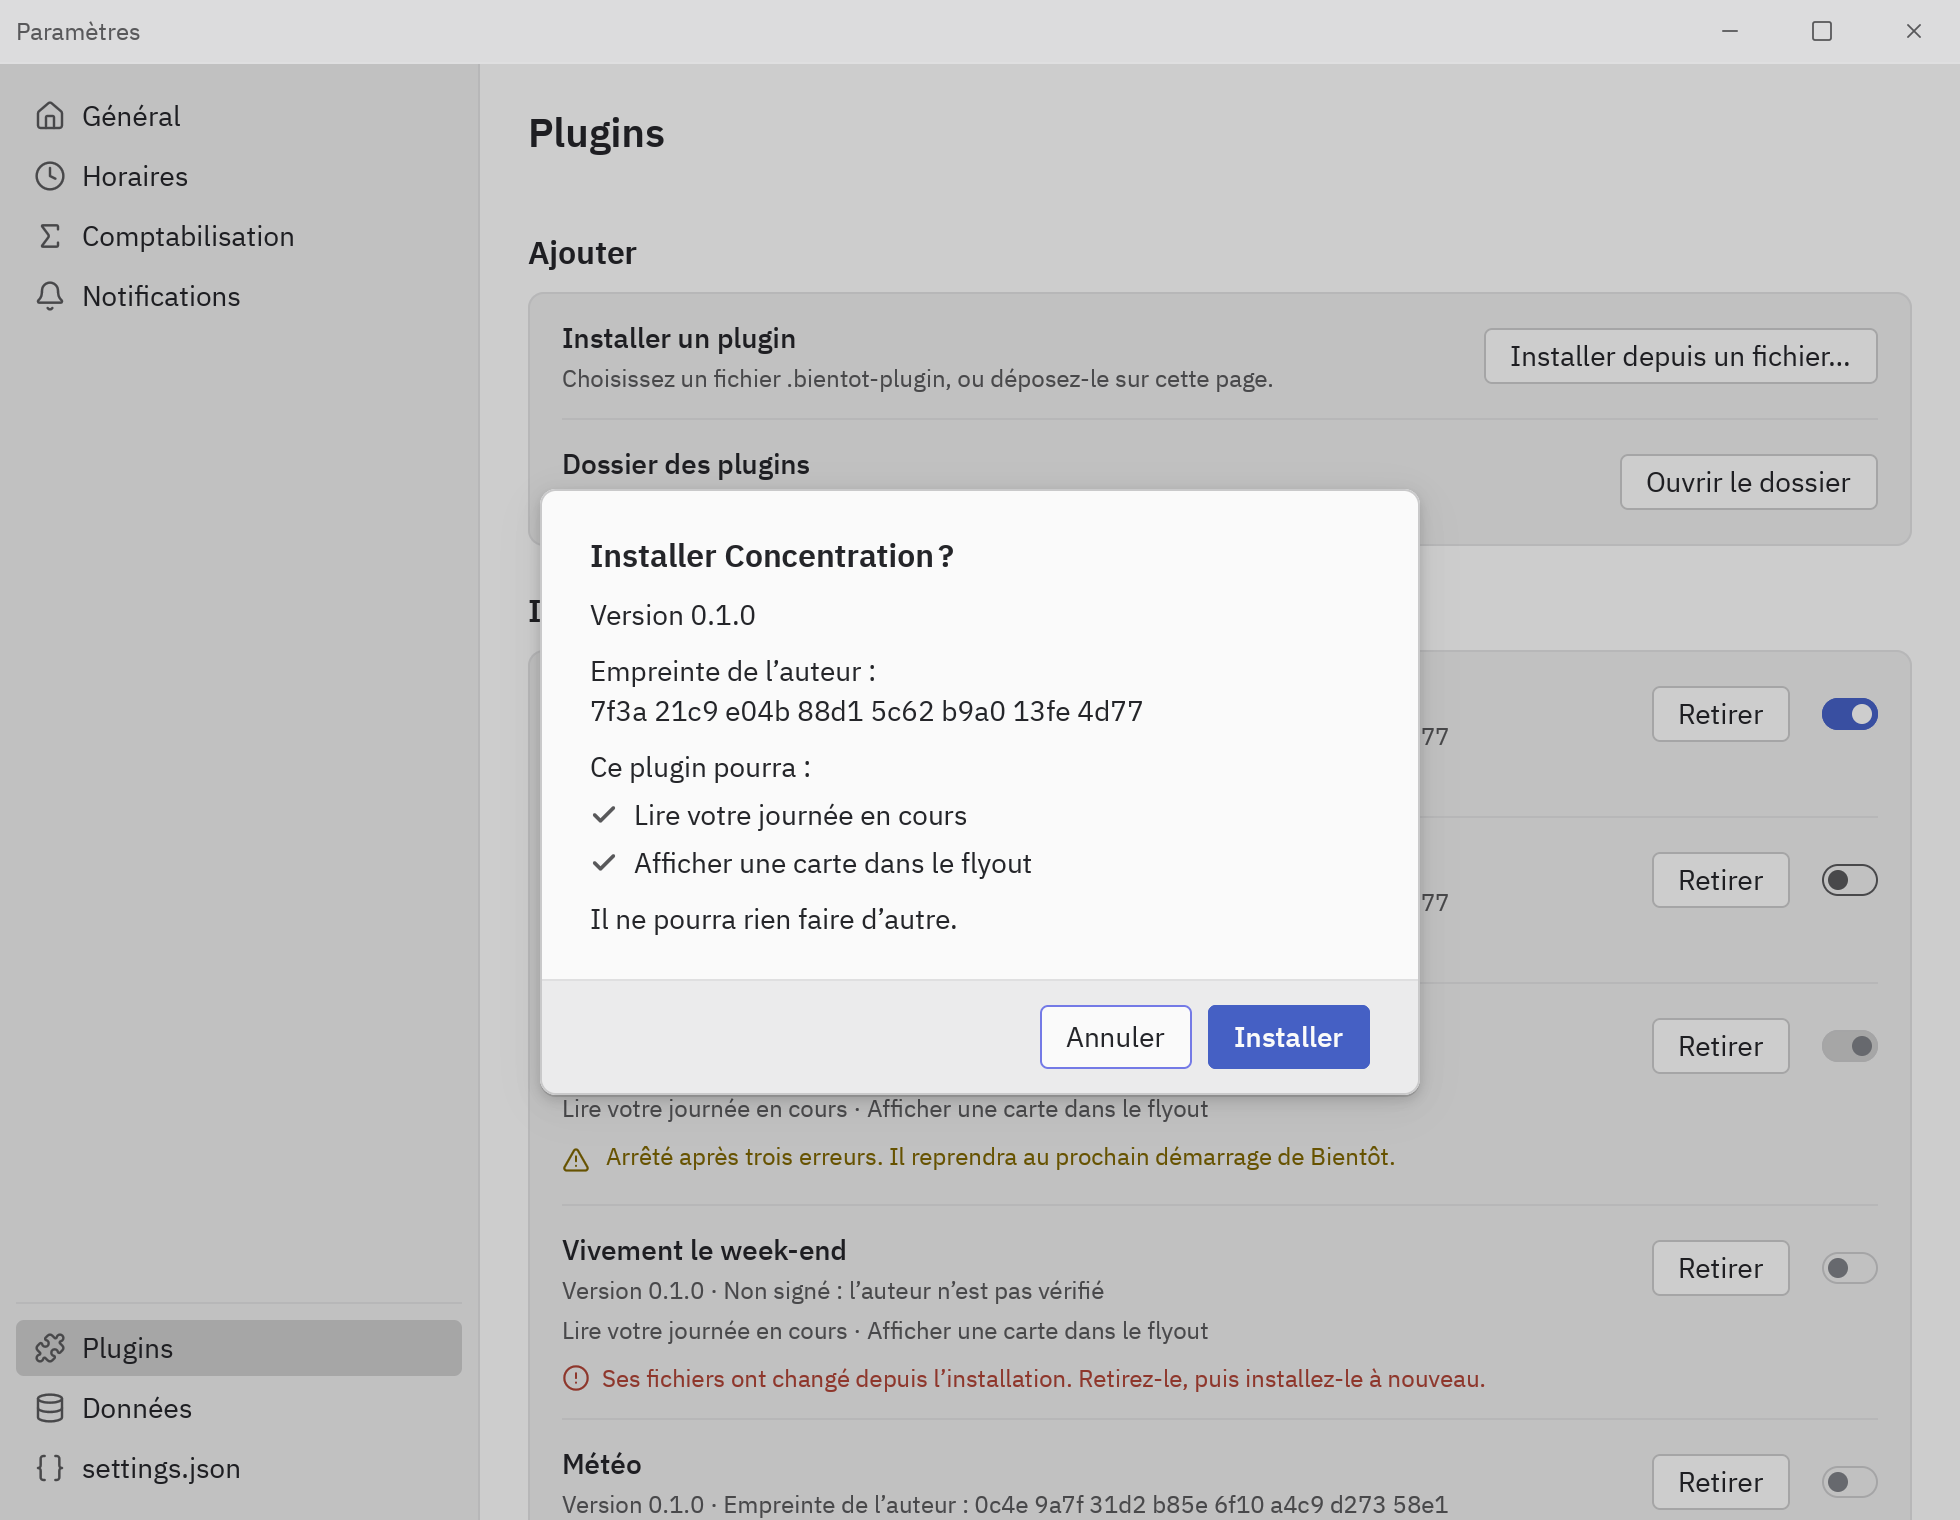 Paramètres
Général
Horaires
Comptabilisation
Notifications
Plugins
Données
settings.json
Plugins
Ajouter
Installer un plugin
Choisissez un fichier .bientot-plugin, ou déposez-le sur cette page.
Installer depuis un fichier...
Dossier des plugins
Ouvrir le dossier
Installer Concentration ?
Version 0.1.0
Empreinte de l’auteur :
7f3a 21c9 e04b 88d1 5c62 b9a0 13fe 4d77
Ce plugin pourra :
Lire votre journée en cours
Afficher une carte dans le flyout
Il ne pourra rien faire d’autre.
Annuler
Installer
77
Retirer
77
Retirer
Retirer
Lire votre journée en cours · Afficher une carte dans le flyout
Arrêté après trois erreurs. Il reprendra au prochain démarrage de Bientôt.
Vivement le week-end
Version 0.1.0 · Non signé : l’auteur n’est pas vérifié
Lire votre journée en cours · Afficher une carte dans le flyout
Ses fichiers ont changé depuis l’installation. Retirez-le, puis installez-le à nouveau.
Retirer
Météo
Version 0.1.0 · Empreinte de l’auteur : 0c4e 9a7f 31d2 b85e 6f10 a4c9 d273 58e1
Retirer